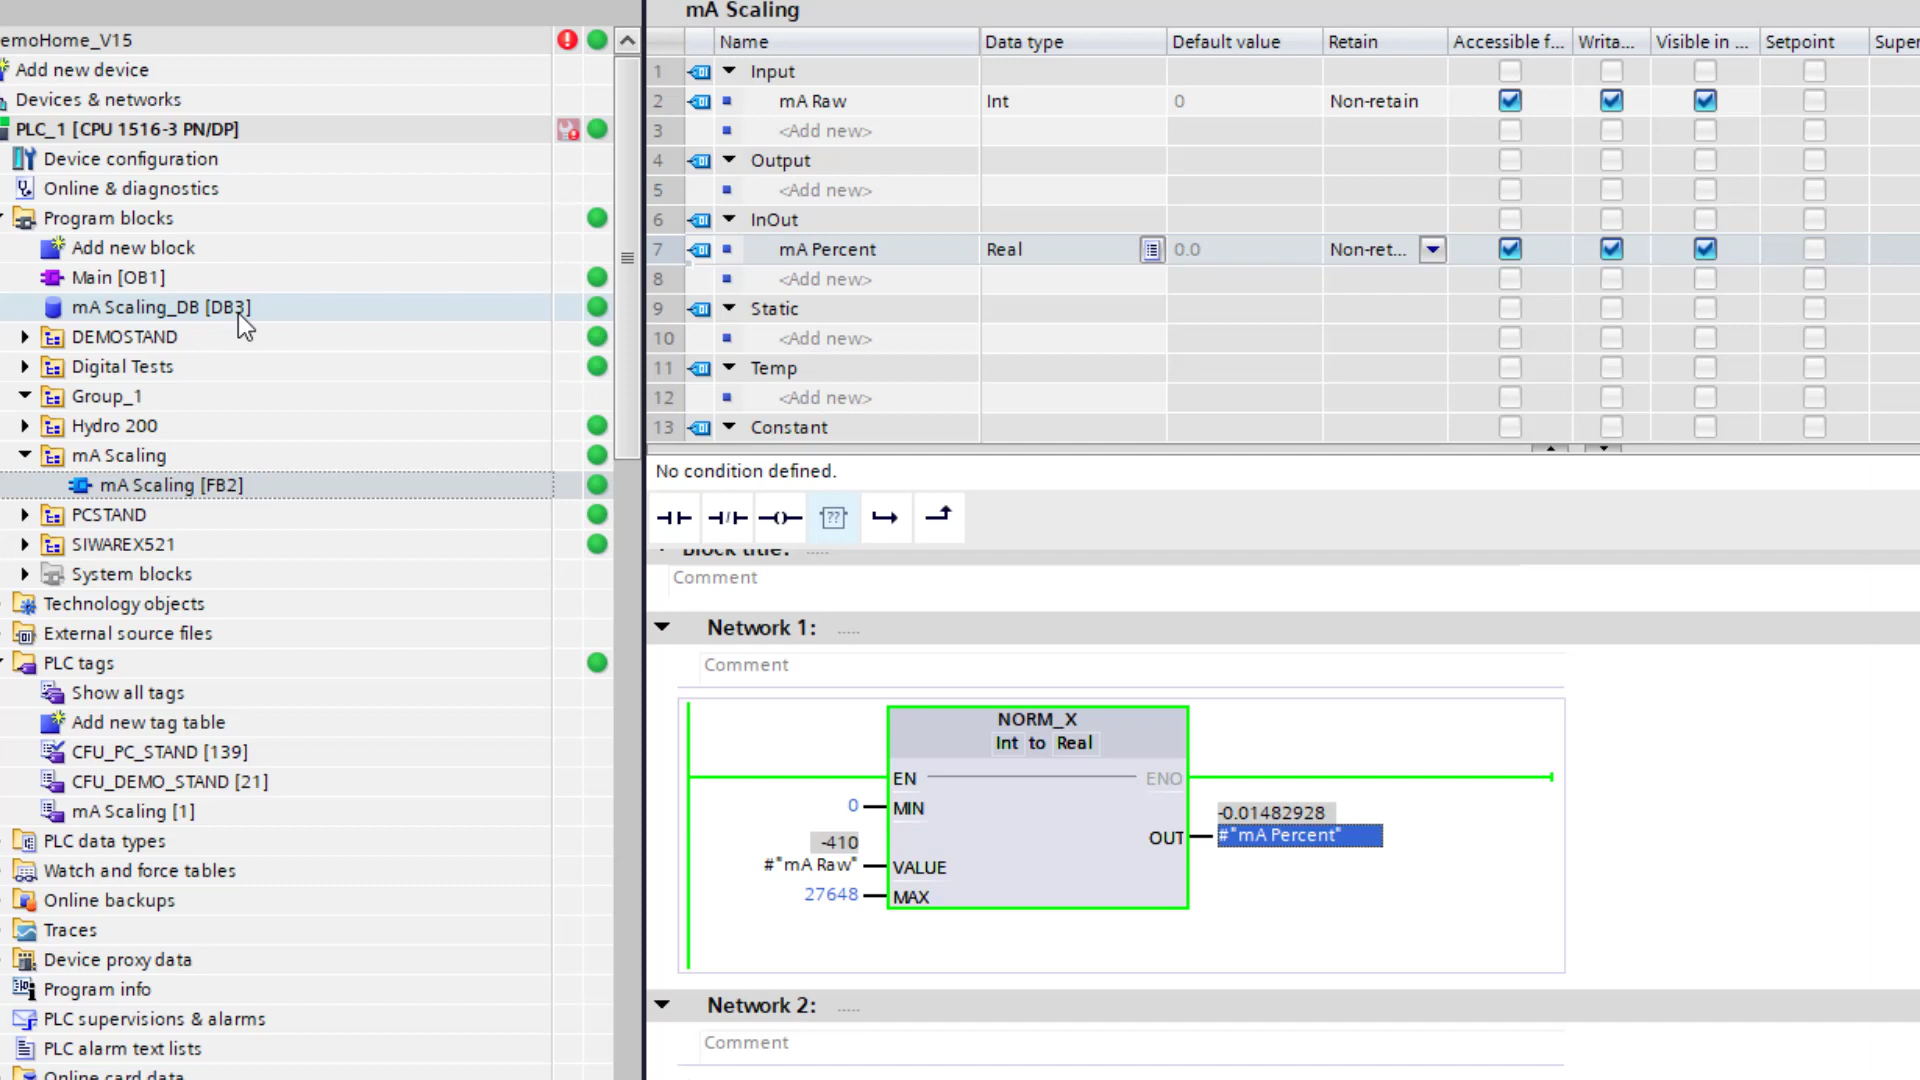 emoHome_V15
Add new device
Devices & networks
PLC_1 [CPU 1516-3 PN/DP]
Device configuration
Online & diagnostics
Program blocks
Add new block
Main [OB1]
mA Scaling_DB [DB3]
DEMOSTAND
Digital Tests
Group_1
Hydro 200
mA Scaling
mA Scaling [FB2]
PCSTAND
SIWAREX521
System blocks
Technology objects
External source files
PLC tags
Show all tags
Add new tag table
CFU_PC_STAND [139]
CFU_DEMO_STAND [21]
mA Scaling [1]
PLC data types
Watch and force tables
Online backups
Traces
Device proxy data
Program info
PLC supervisions & alarms
PLC alarm text lists
Online card data
mA Scaling
Name Data type Default value Retain Accessible f... Writa... Visible in ... Setpoint Super
1 Input
2 mA Raw Int 0 Non-retain
3 <Add new>
4 Output
5 <Add new>
6 InOut
7 mA Percent Real 0.0 Non-ret...
8 <Add new>
9 Static
10 <Add new>
11 Temp
12 <Add new>
13 Constant
No condition defined.
??
Block title: .....
Comment
Network 1: .....
Comment
NORM_X
Int to Real
EN ENO
0 MIN
-0.01482928
OUT #"mA Percent"
-410
#"mA Raw" VALUE
27648 MAX
Network 2: .....
Comment